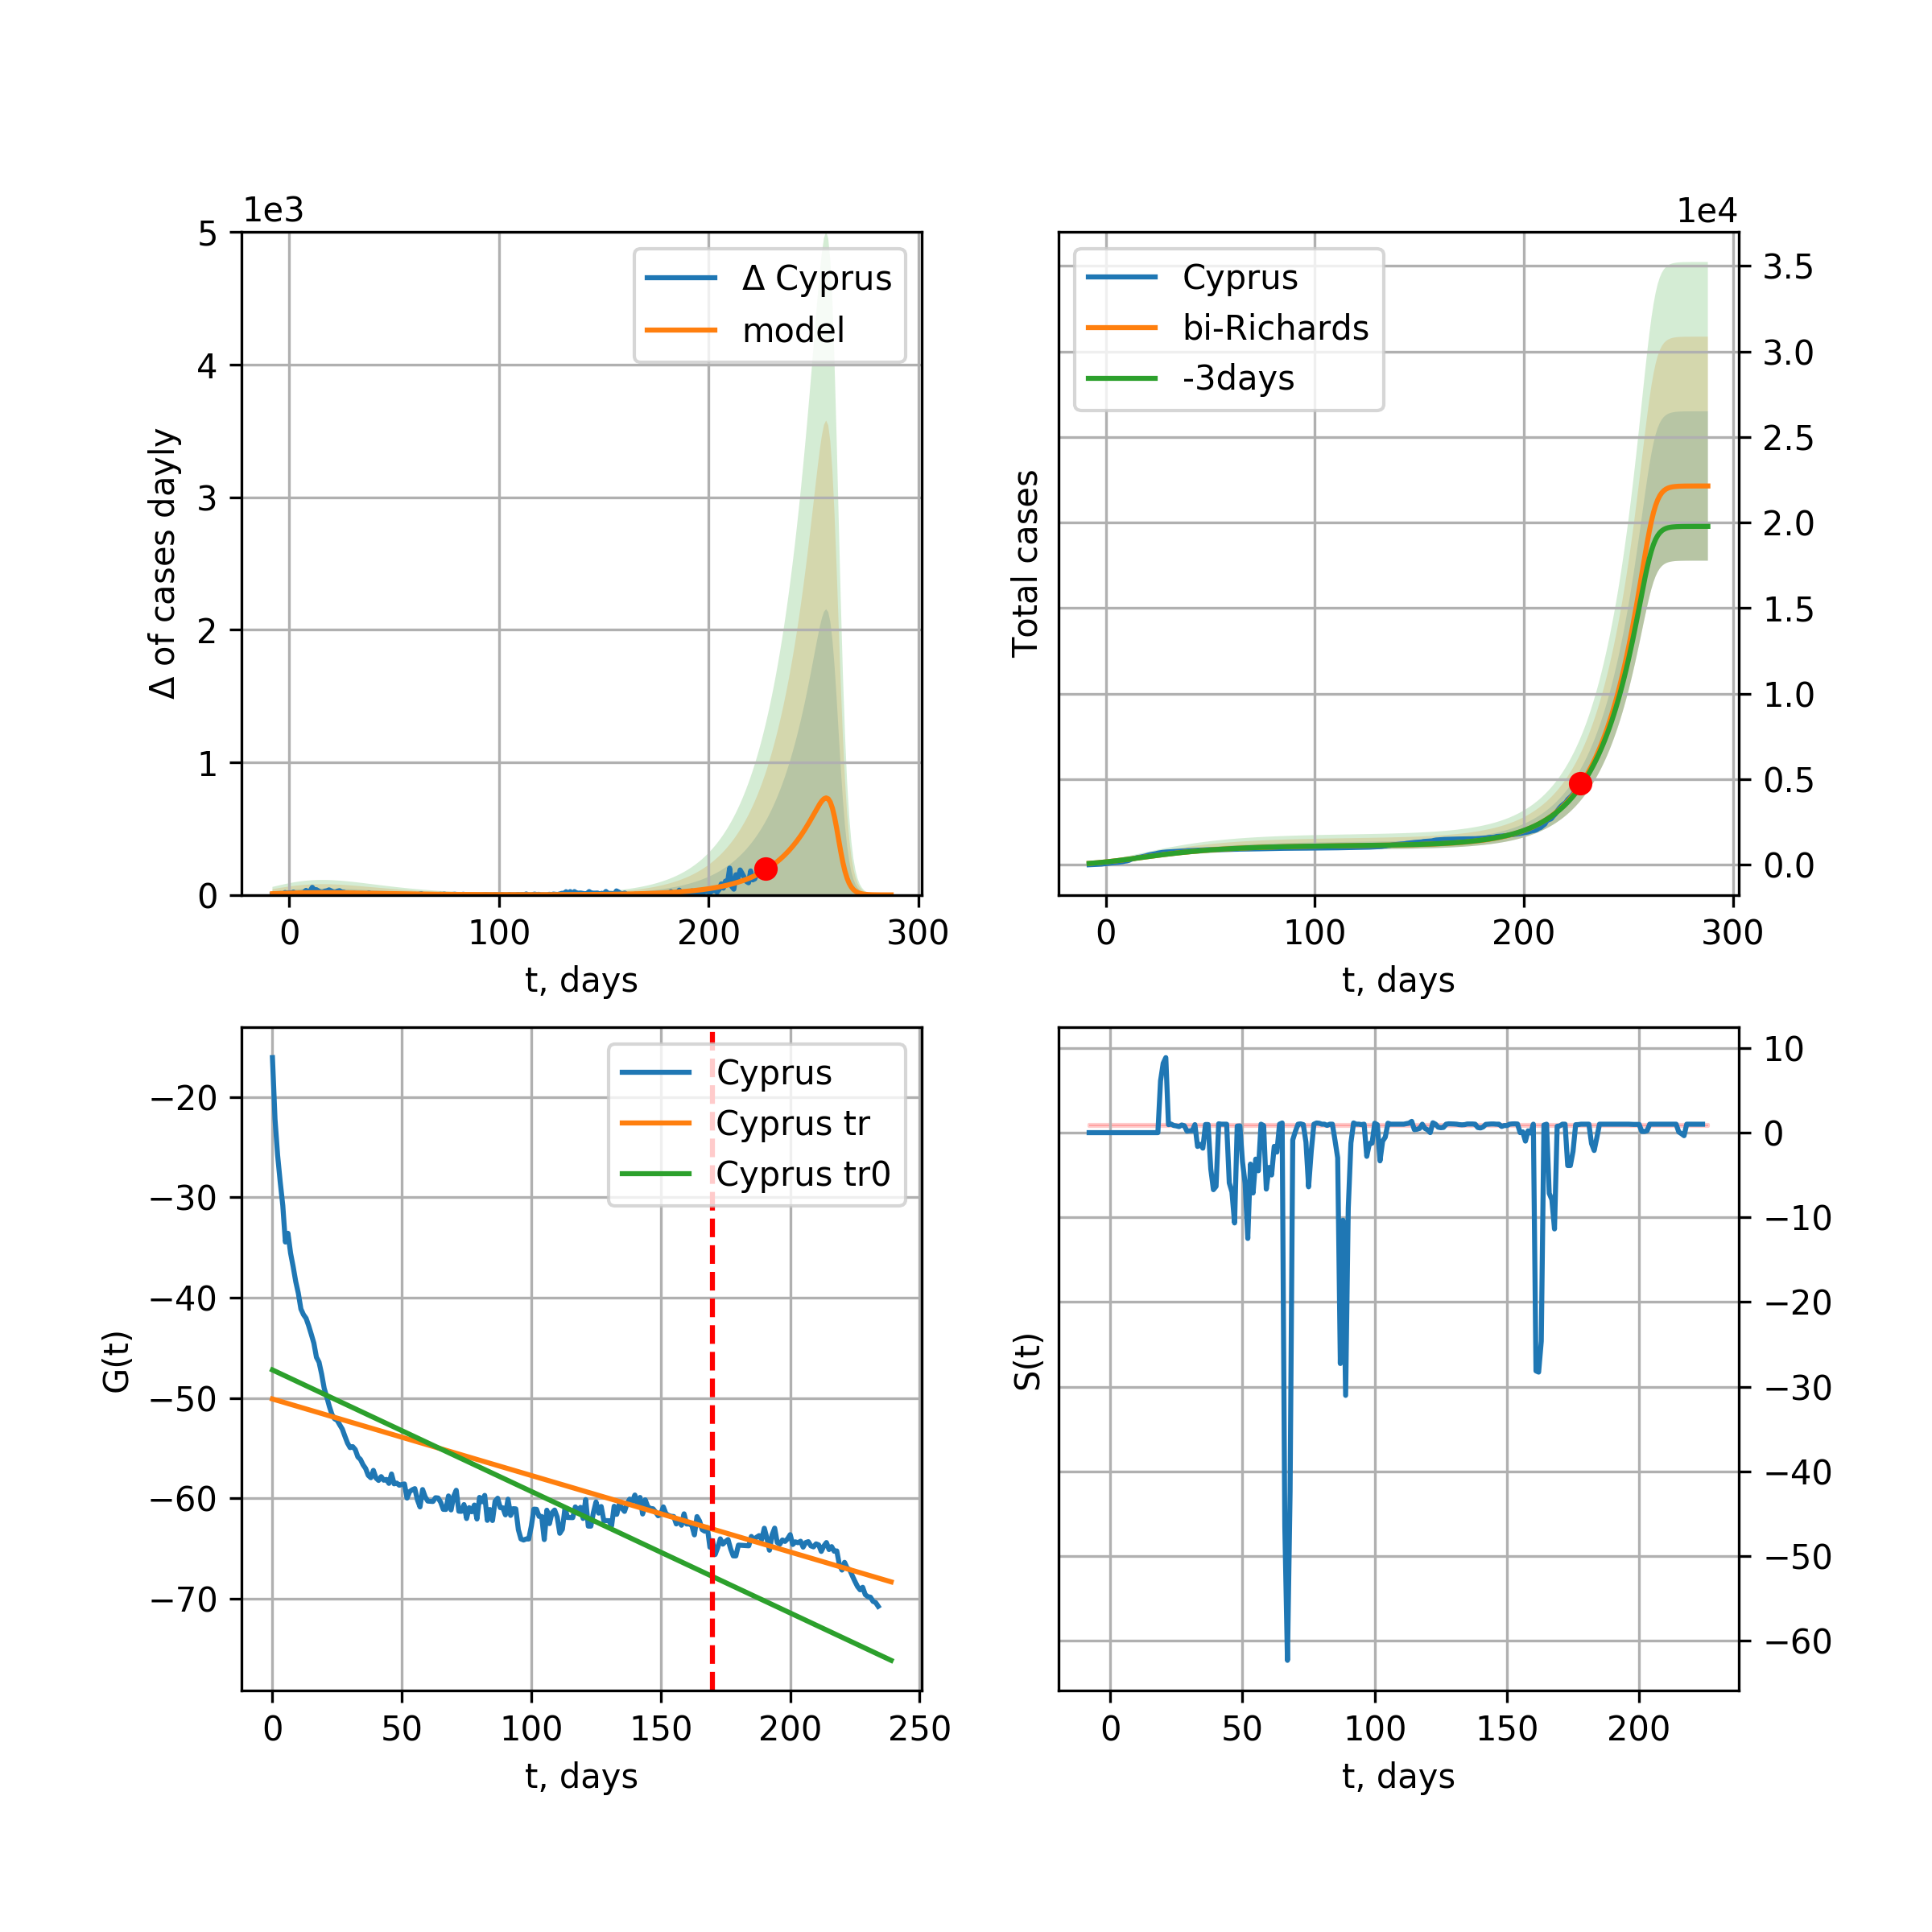 1e3
5
4
3
2
1
0
Δ of cases dayly
Δ Cyprus
model
0
100
200
300
t, days
1e4
Cyprus
bi-Richards
-3days
Total cases
3.5
3.0
2.5
2.0
1.5
1.0
0.5
0.0
0
100
200
300
t, days
−20
−30
−40
−50
−60
−70
G(t)
Cyprus
Cyprus tr
Cyprus tr0
0
50
100
150
200
250
t, days
S(t)
10
0
−10
−20
−30
−40
−50
−60
0
50
100
150
200
t, days